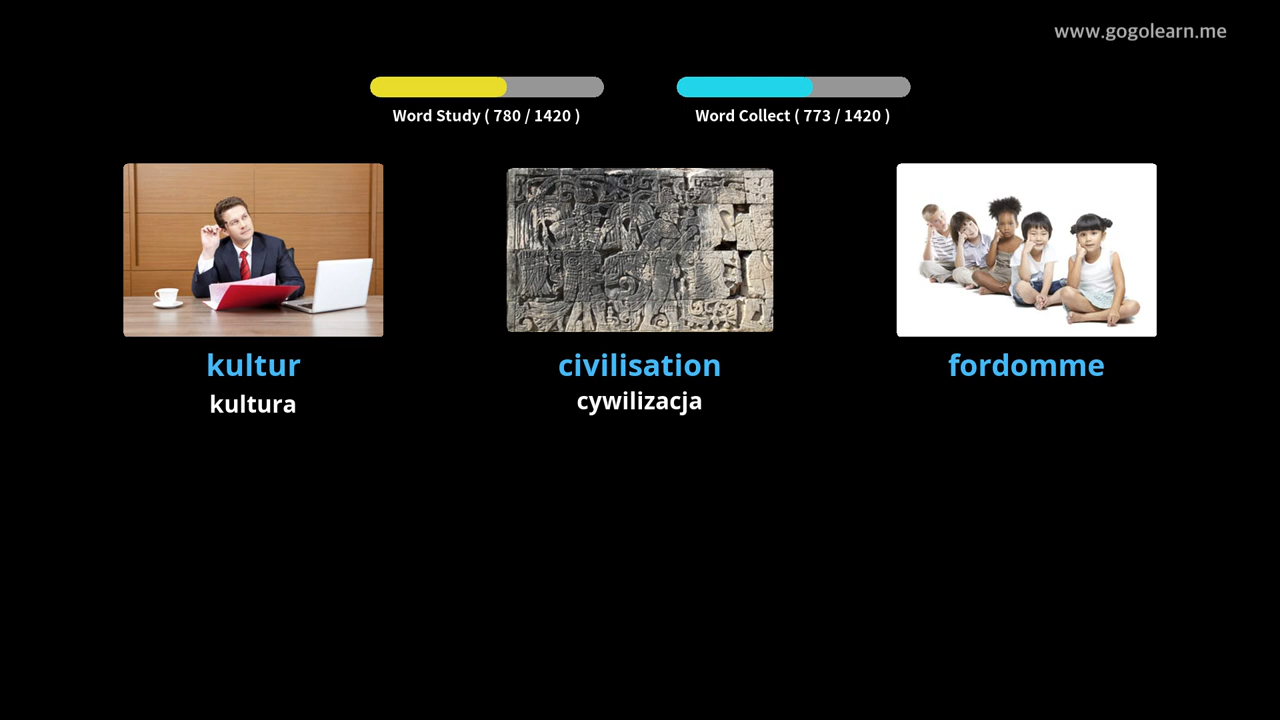 www.gogolearn.me
Word Study ( 780 / 1420 )
Word Collect ( 773 / 1420 )
kultur
kultura
civilisation
cywilizacja
fordomme